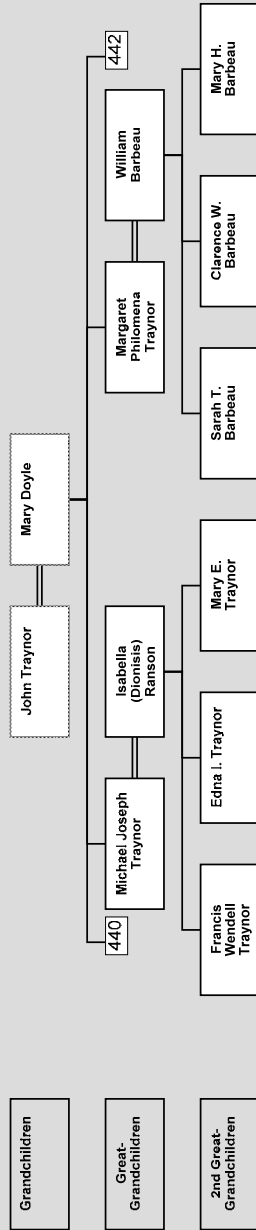 Grandchildren
John Traynor
Mary Doyle
Great-
Grandchildren
440
Michael Joseph
Traynor
Isabella
(Dionisis)
Ranson
Margaret
Philomena
Traynor
William
Barbeau
442
2nd Great-
Grandchildren
Francis
Wendell
Traynor
Edna I. Traynor
Mary E.
Traynor
Sarah T.
Barbeau
Clarence W.
Barbeau
Mary H.
Barbeau